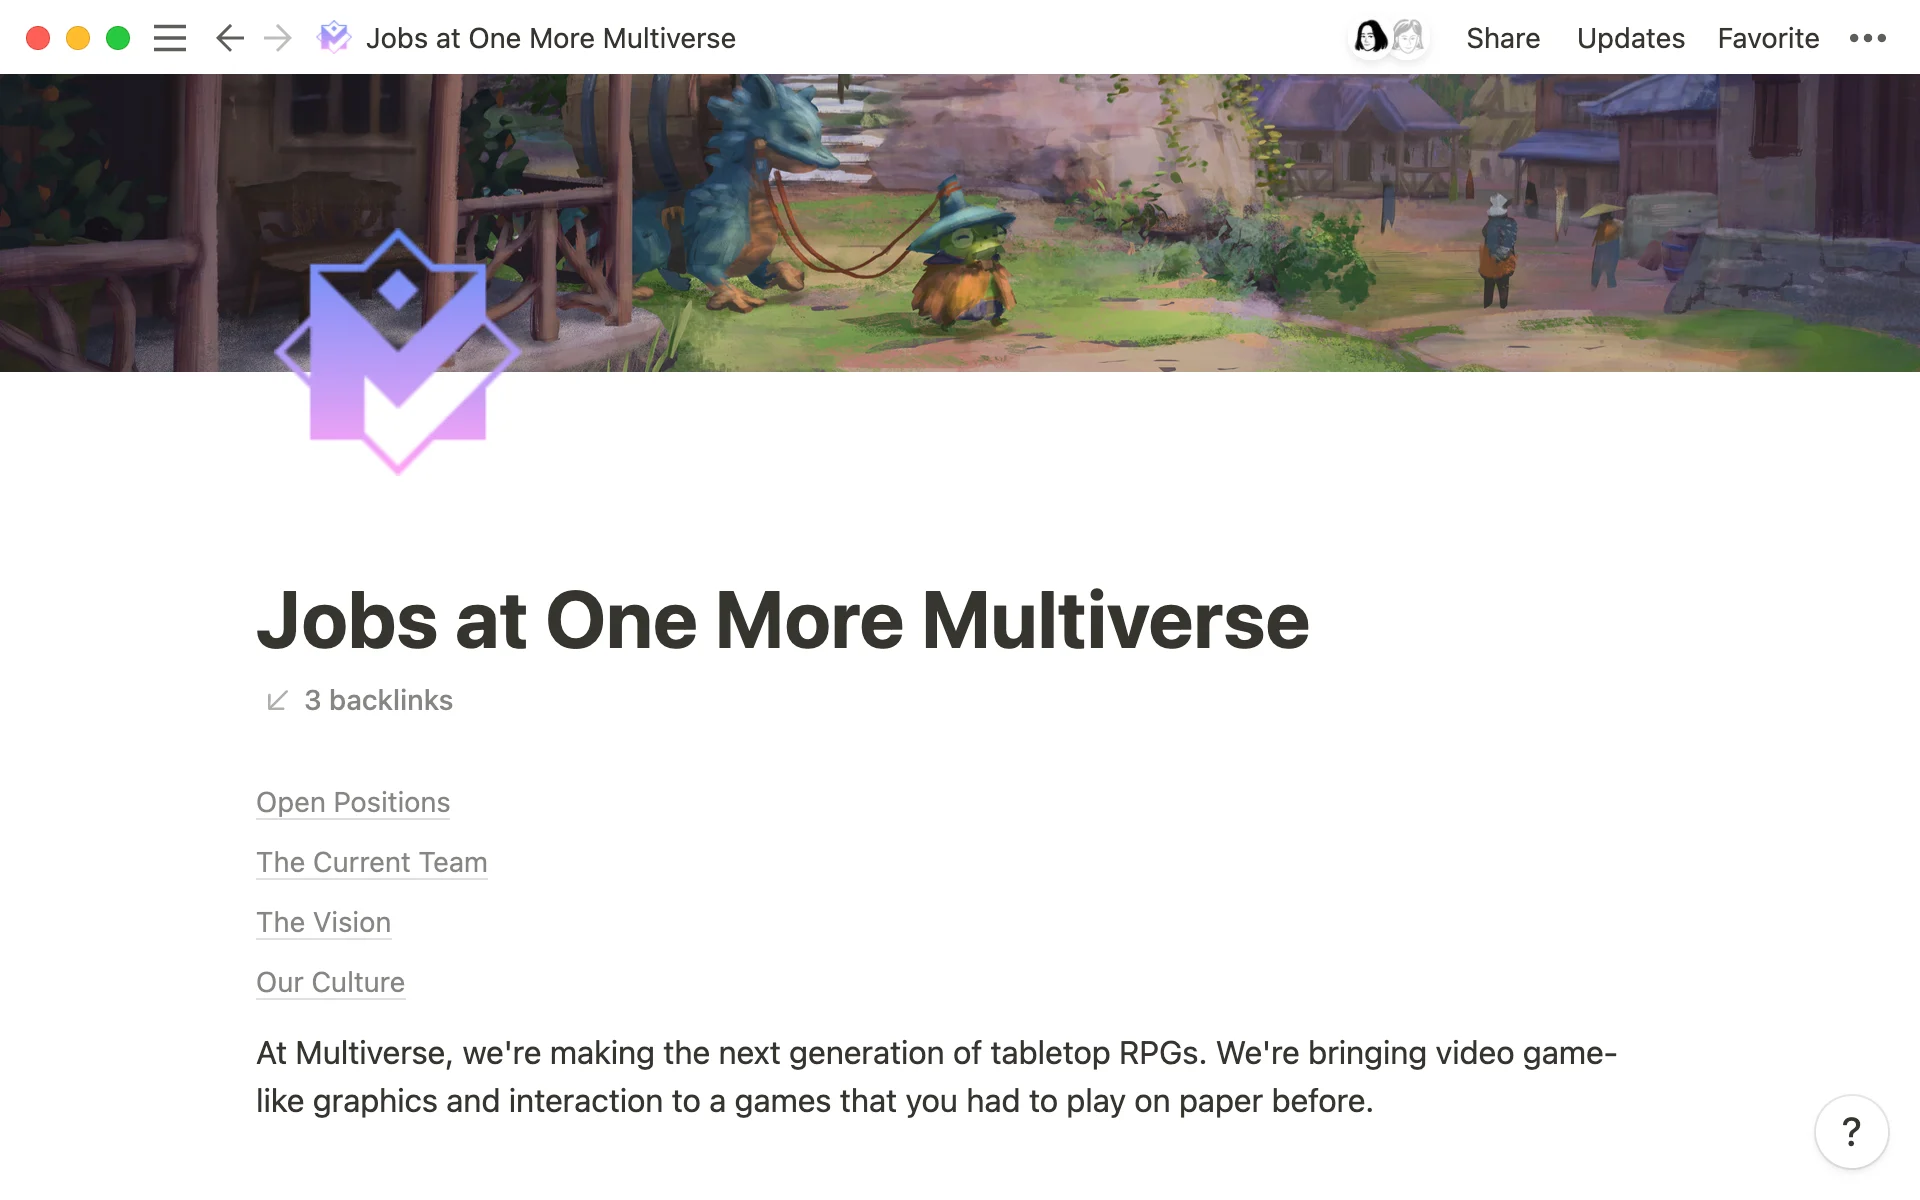 Jobs at One More Multiverse
Share Updates Favorite
Jobs at One More Multiverse
3 backlinks
Open Positions
The Current Team
The Vision
Our Culture
At Multiverse, we're making the next generation of tabletop RPGs. We're bringing video game-
like graphics and interaction to a games that you had to play on paper before.
?